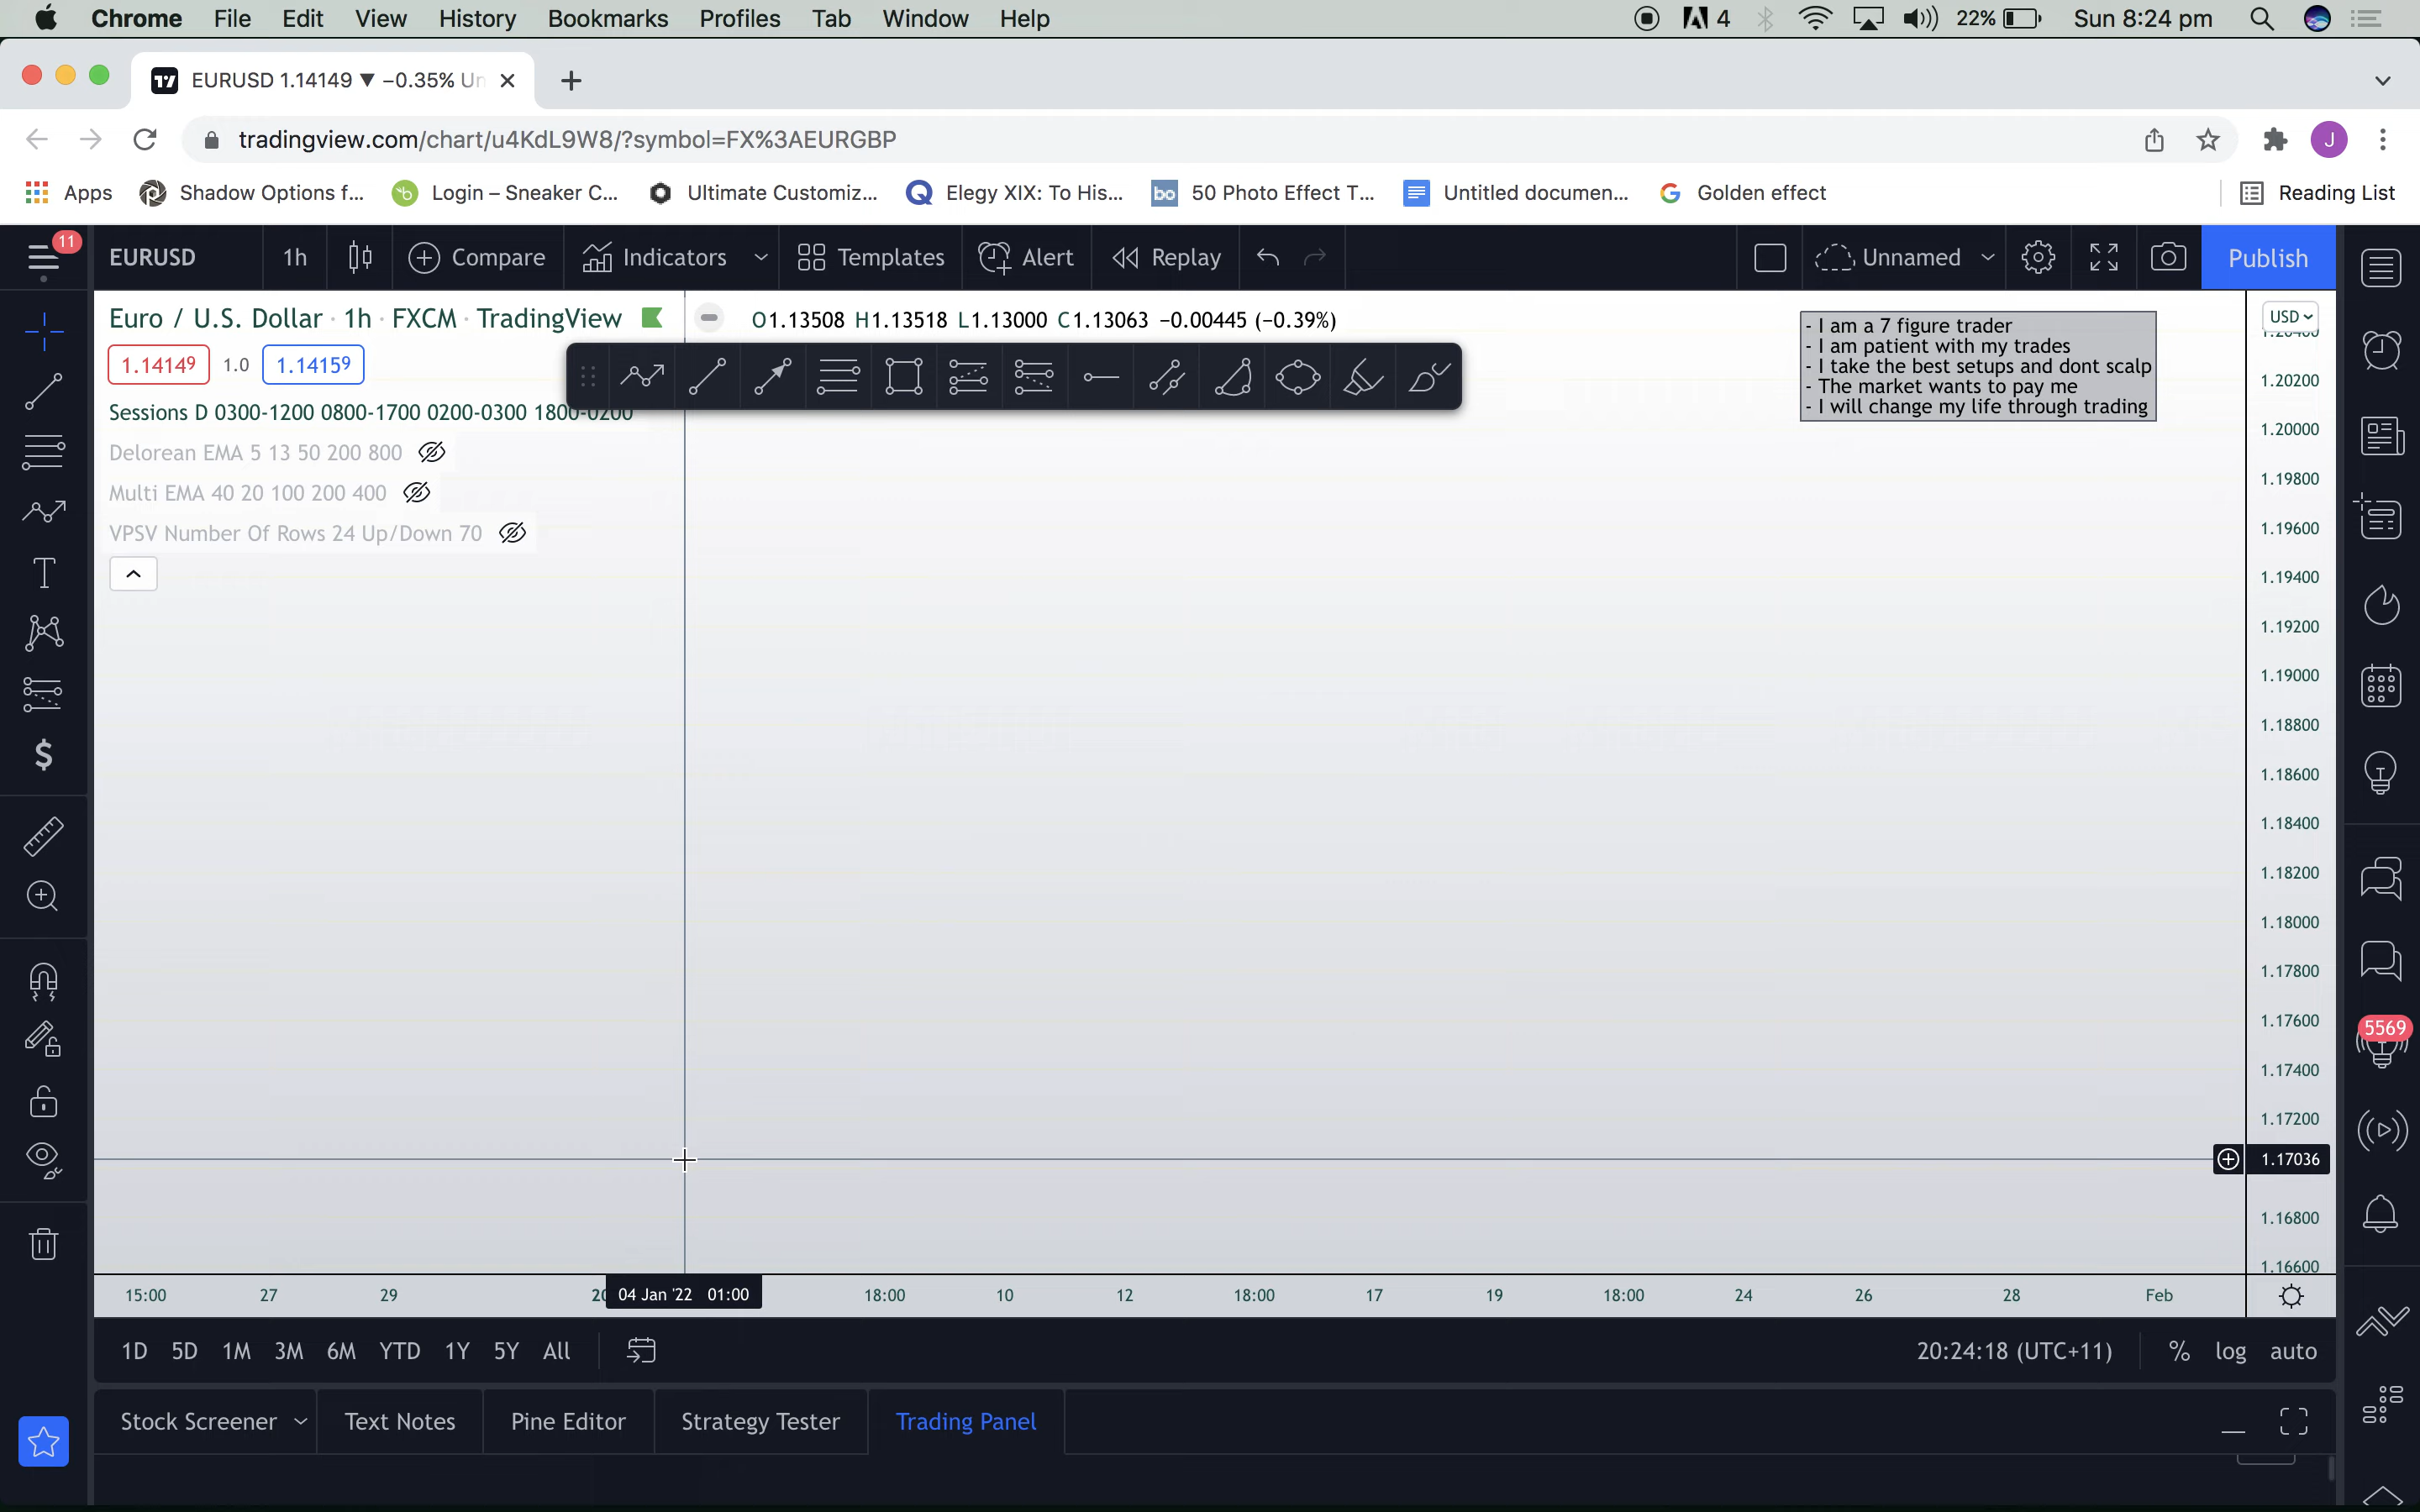 Chrome File Edit View History Bookmarks Profiles Tab Window Help 4 22% Sun 8:24 pm
EURUSD 1.14149 ▼ −0.35% Un
tradingview.com/chart/u4KdL9W8/?symbol=FX%3AEURGBP J
Apps Shadow Options f... Login – Sneaker C... Ultimate Customiz... Elegy XIX: To His... bo 50 Photo Effect T... Untitled documen... Golden effect Reading List
11 EURUSD 1h Compare Indicators Templates Alert Replay Unnamed Publish
Euro / U.S. Dollar · 1h · FXCM · TradingView O1.13508 H1.13518 L1.13000 C1.13063 −0.00445 (−0.39%)
1.14149 1.0 1.14159
Sessions D 0300-1200 0800-1700 0200-0300 1800-0200
Delorean EMA 5 13 50 200 800
Multi EMA 40 20 100 200 400
VPSV Number Of Rows 24 Up/Down 70
- I am a 7 figure trader
- I am patient with my trades
- I take the best setups and dont scalp
- The market wants to pay me
- I will change my life through trading
USD
1.20400
1.20200
1.20000
1.19800
1.19600
1.19400
1.19200
1.19000
1.18800
1.18600
1.18400
1.18200
1.18000
1.17800
1.17600
1.17400
1.17200
1.17036
1.16800
1.16600
5569
15:00 27 29 20 04 Jan '22 01:00 18:00 10 12 18:00 17 19 18:00 24 26 28 Feb
1D 5D 1M 3M 6M YTD 1Y 5Y All 20:24:18 (UTC+11) % log auto
Stock Screener Text Notes Pine Editor Strategy Tester Trading Panel